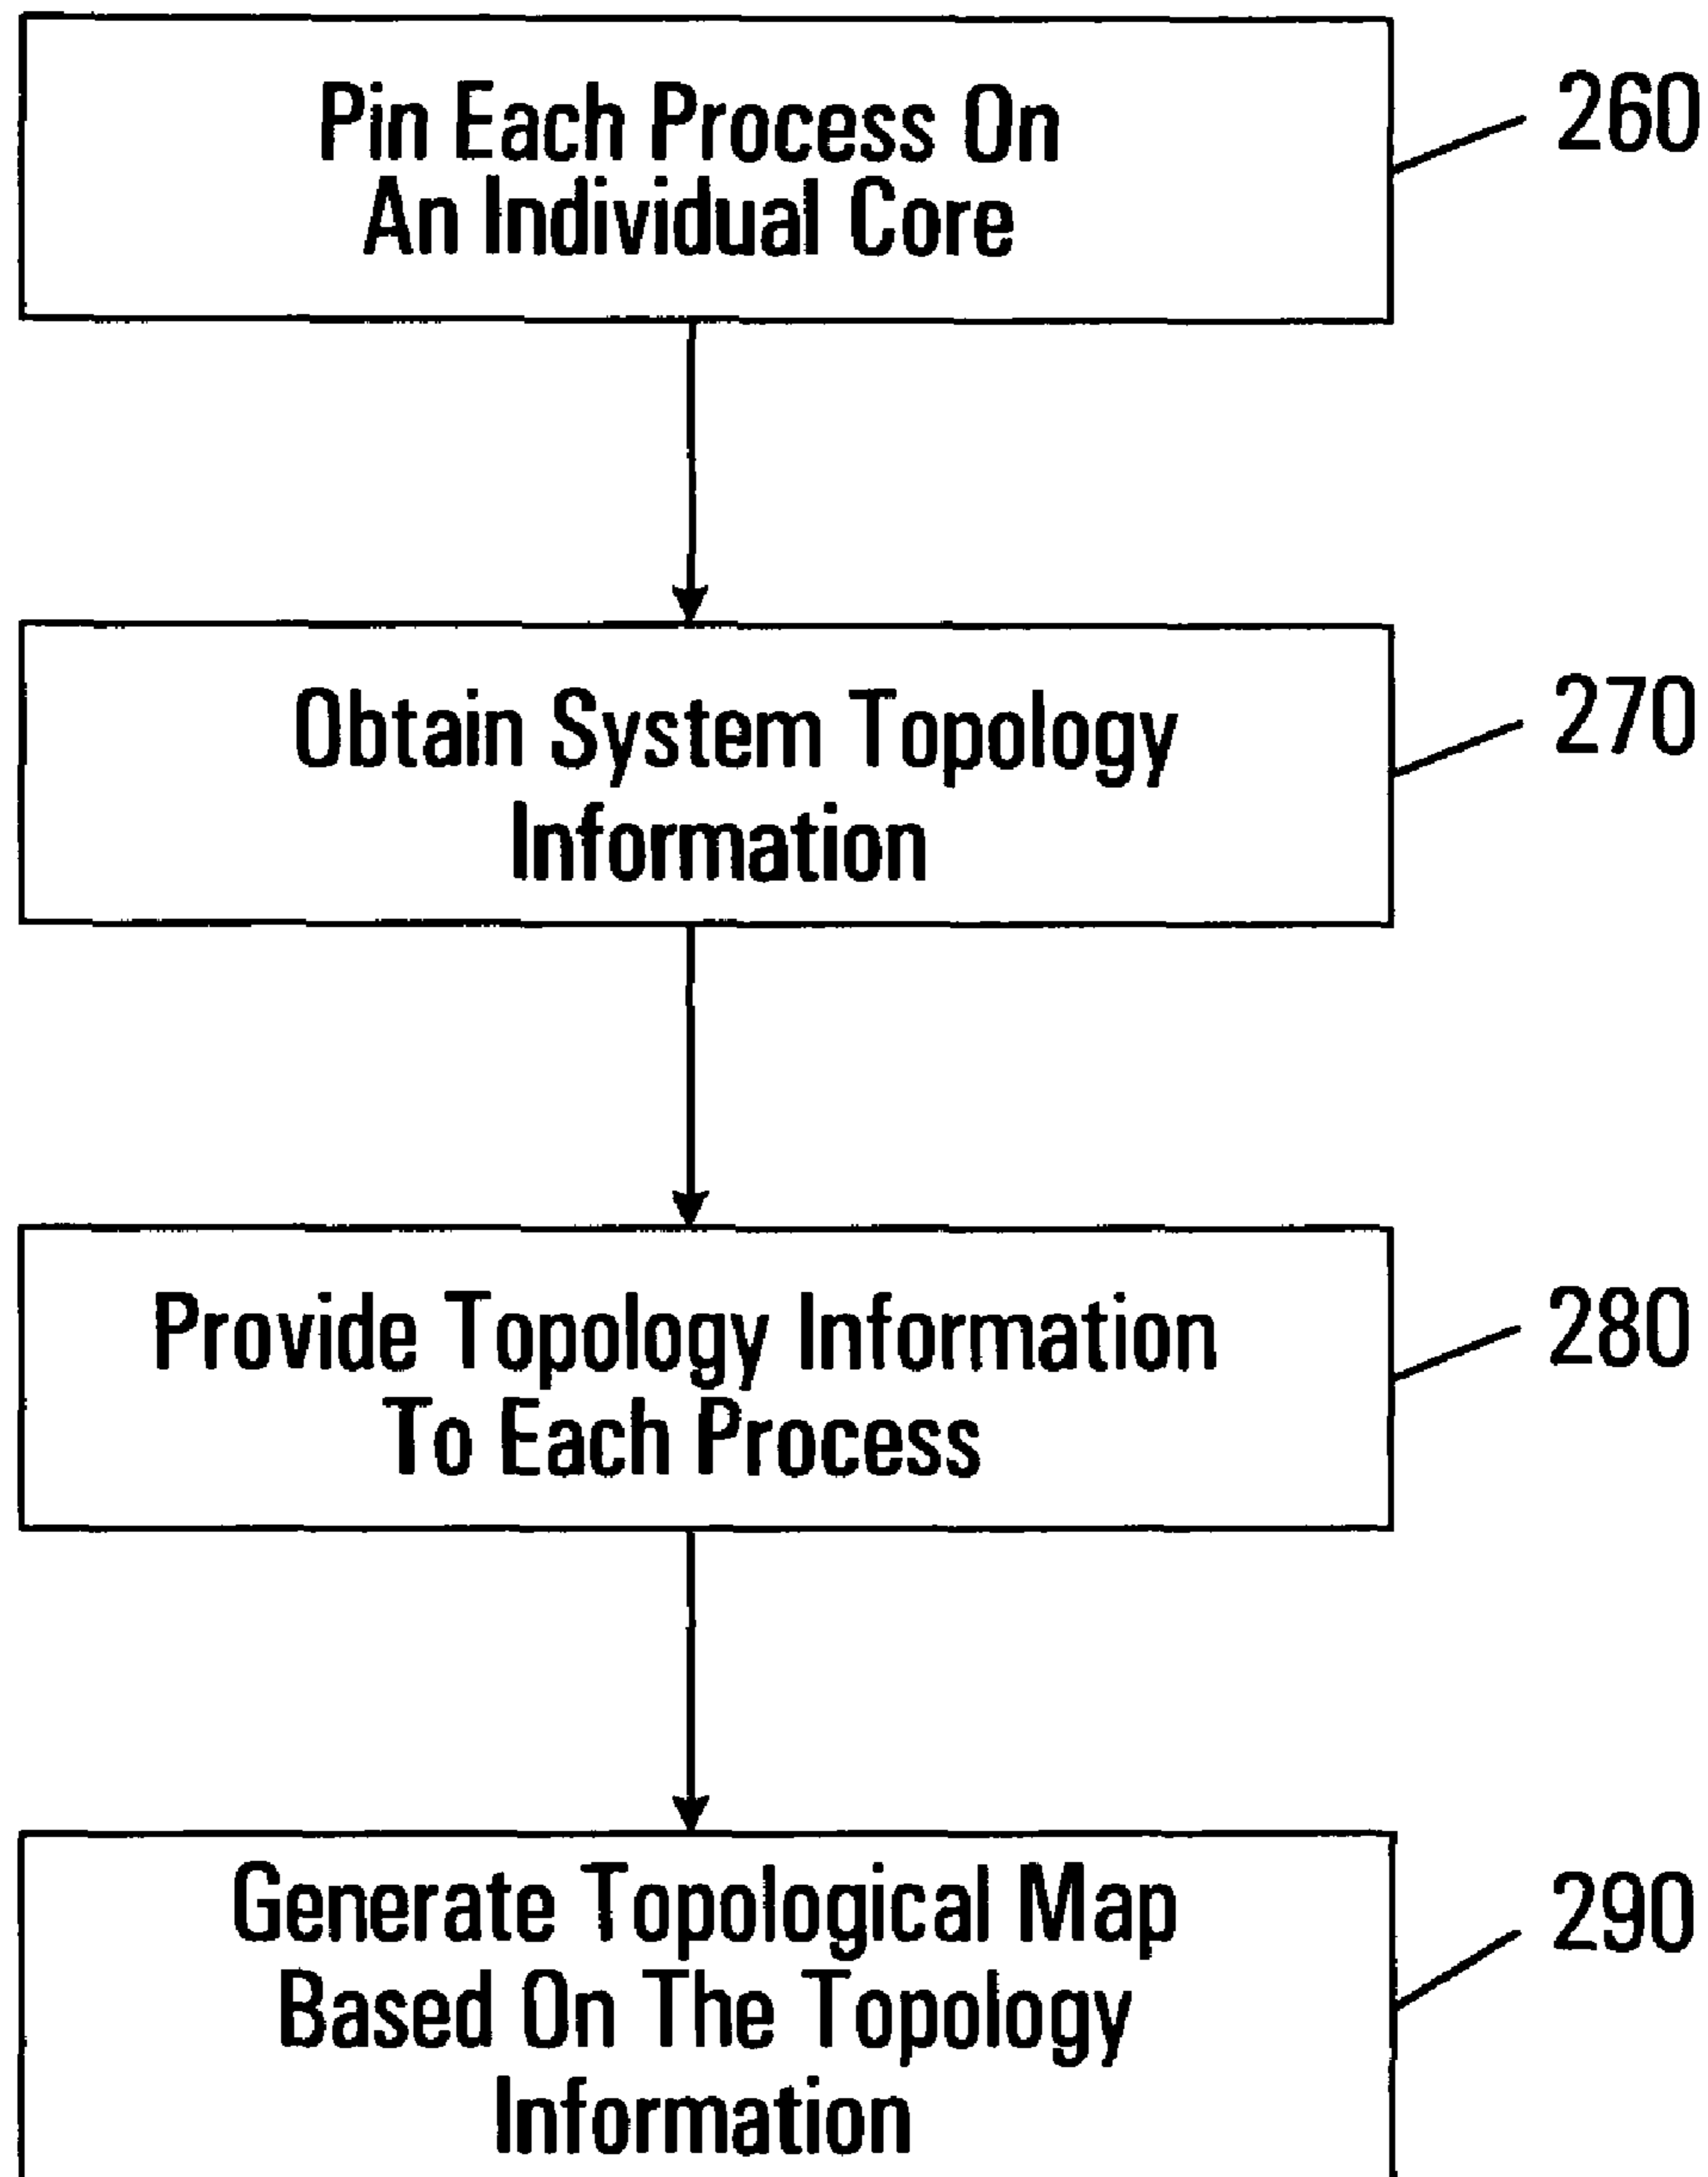 Pin Each Process On
An Individual Core
260
Obtain System Topology
Information
270
Provide Topology Information
To Each Process
280
Generate Topological Map
Based On The Topology
Information
290